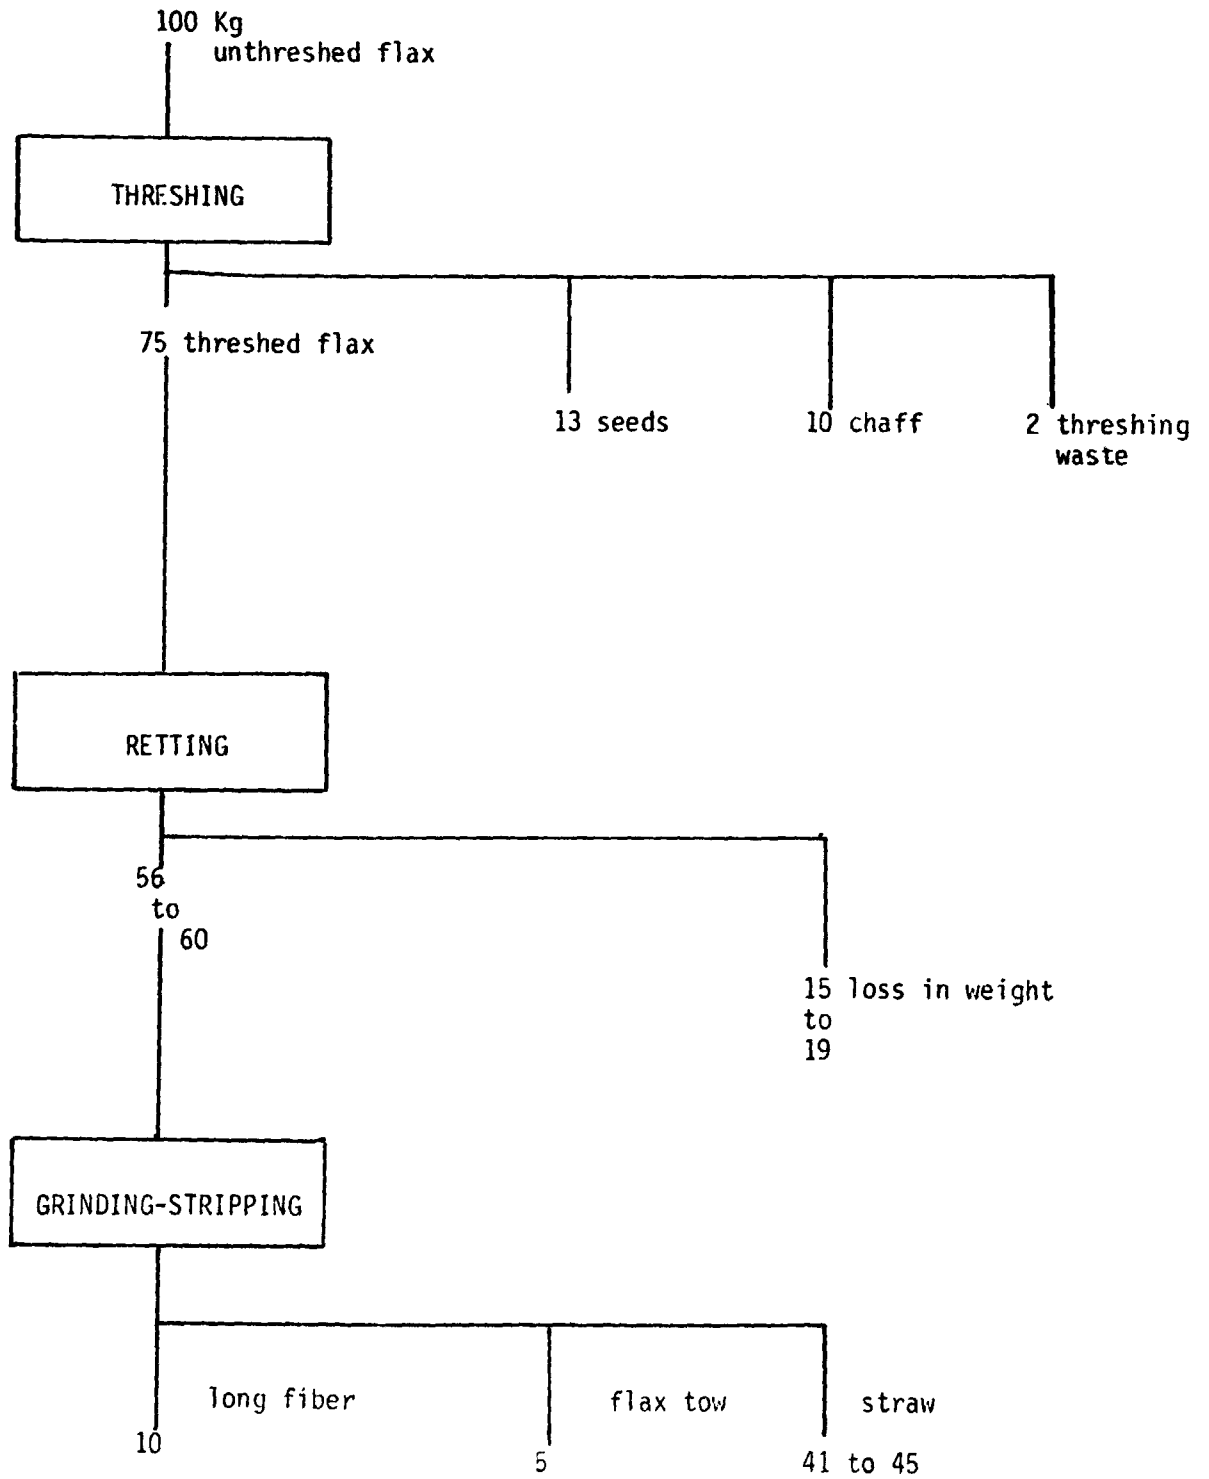 100 Kg
unthreshed flax
THRESHING
75 threshed flax
13 seeds
10 chaff
2 threshing
waste
RETTING
56
to
60
15 loss in weight
to
19
GRINDING-STRIPPING
long fiber
flax tow
straw
10
5
41 to 45